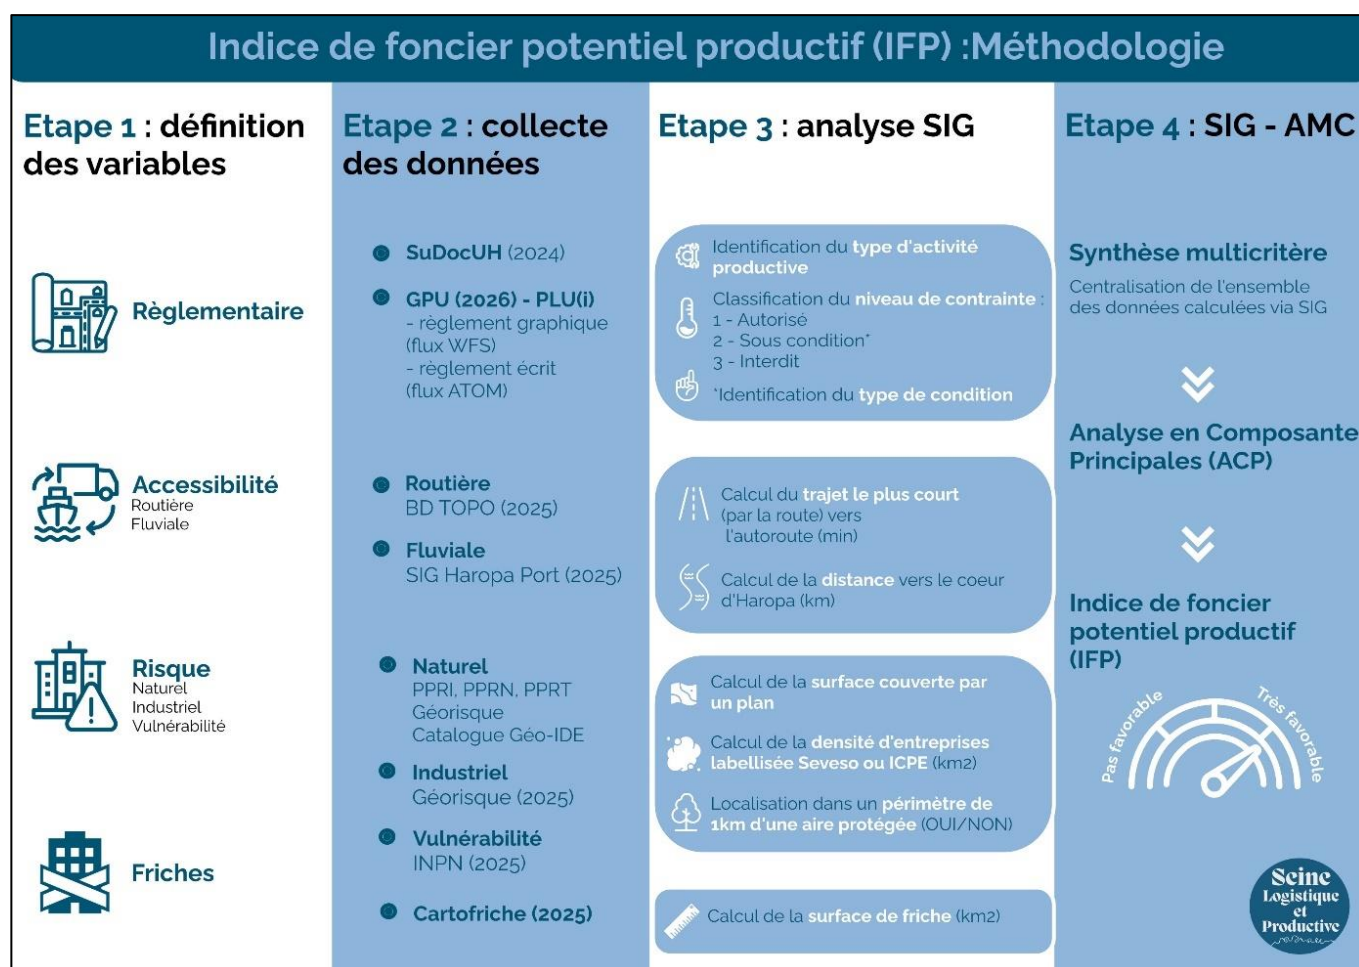 Indice de foncier potentiel productif (IFP) :Méthodologie
Etape 1 : définition
des variables
Règlementaire
Accessibilité
Routière
Fluviale
Risque
Naturel
Industriel
Vulnérabilité
Friches
Etape 2 : collecte
des données
SuDocUH (2024)
GPU (2026) - PLU(i)
- règlement graphique
(flux WFS)
- règlement écrit
(flux ATOM)
Routière
BD TOPO (2025)
Fluviale
SIG Haropa Port (2025)
Naturel
PPRI, PPRN, PPRT
Géorisque
Catalogue Géo-IDE
Industriel
Géorisque (2025)
Vulnérabilité
INPN (2025)
Cartofriche (2025)
Etape 3 : analyse SIG
Identification du type d'activité
productive
Classification du niveau de contrainte :
1 - Autorisé
2 - Sous condition*
3 - Interdit
*Identification du type de condition
Calcul du trajet le plus court
(par la route) vers
l'autoroute (min)
Calcul de la distance vers le coeur
d'Haropa (km)
Calcul de la surface couverte par
un plan
Calcul de la densité d'entreprises
labellisée Seveso ou ICPE (km2)
Localisation dans un périmètre de
1km d'une aire protégée (OUI/NON)
Calcul de la surface de friche (km2)
Etape 4 : SIG - AMC
Synthèse multicritère
Centralisation de l'ensemble
des données calculées via SIG
Analyse en Composante
Principales (ACP)
Indice de foncier
potentiel productif
(IFP)
Pas favorable
Très favorable
Seine
Logistique
et
Productive